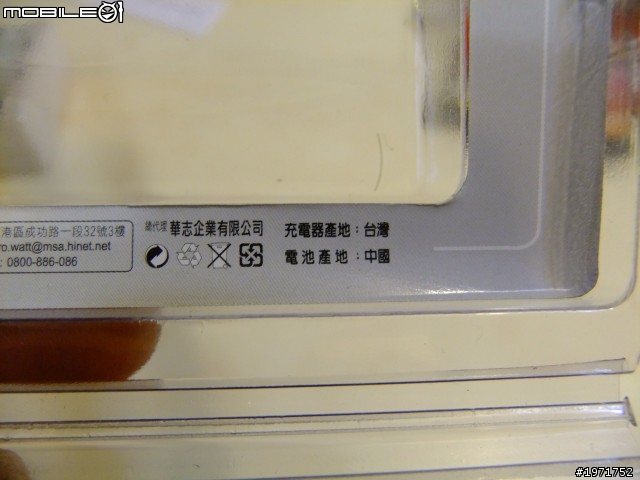 MOBILE01
港區成功路一段32號3樓
ro.watt@msa.hinet.net
: 0800-886-086
總代理 華志企業有限公司
充電器產地：台灣
電池產地：中國
#1971752